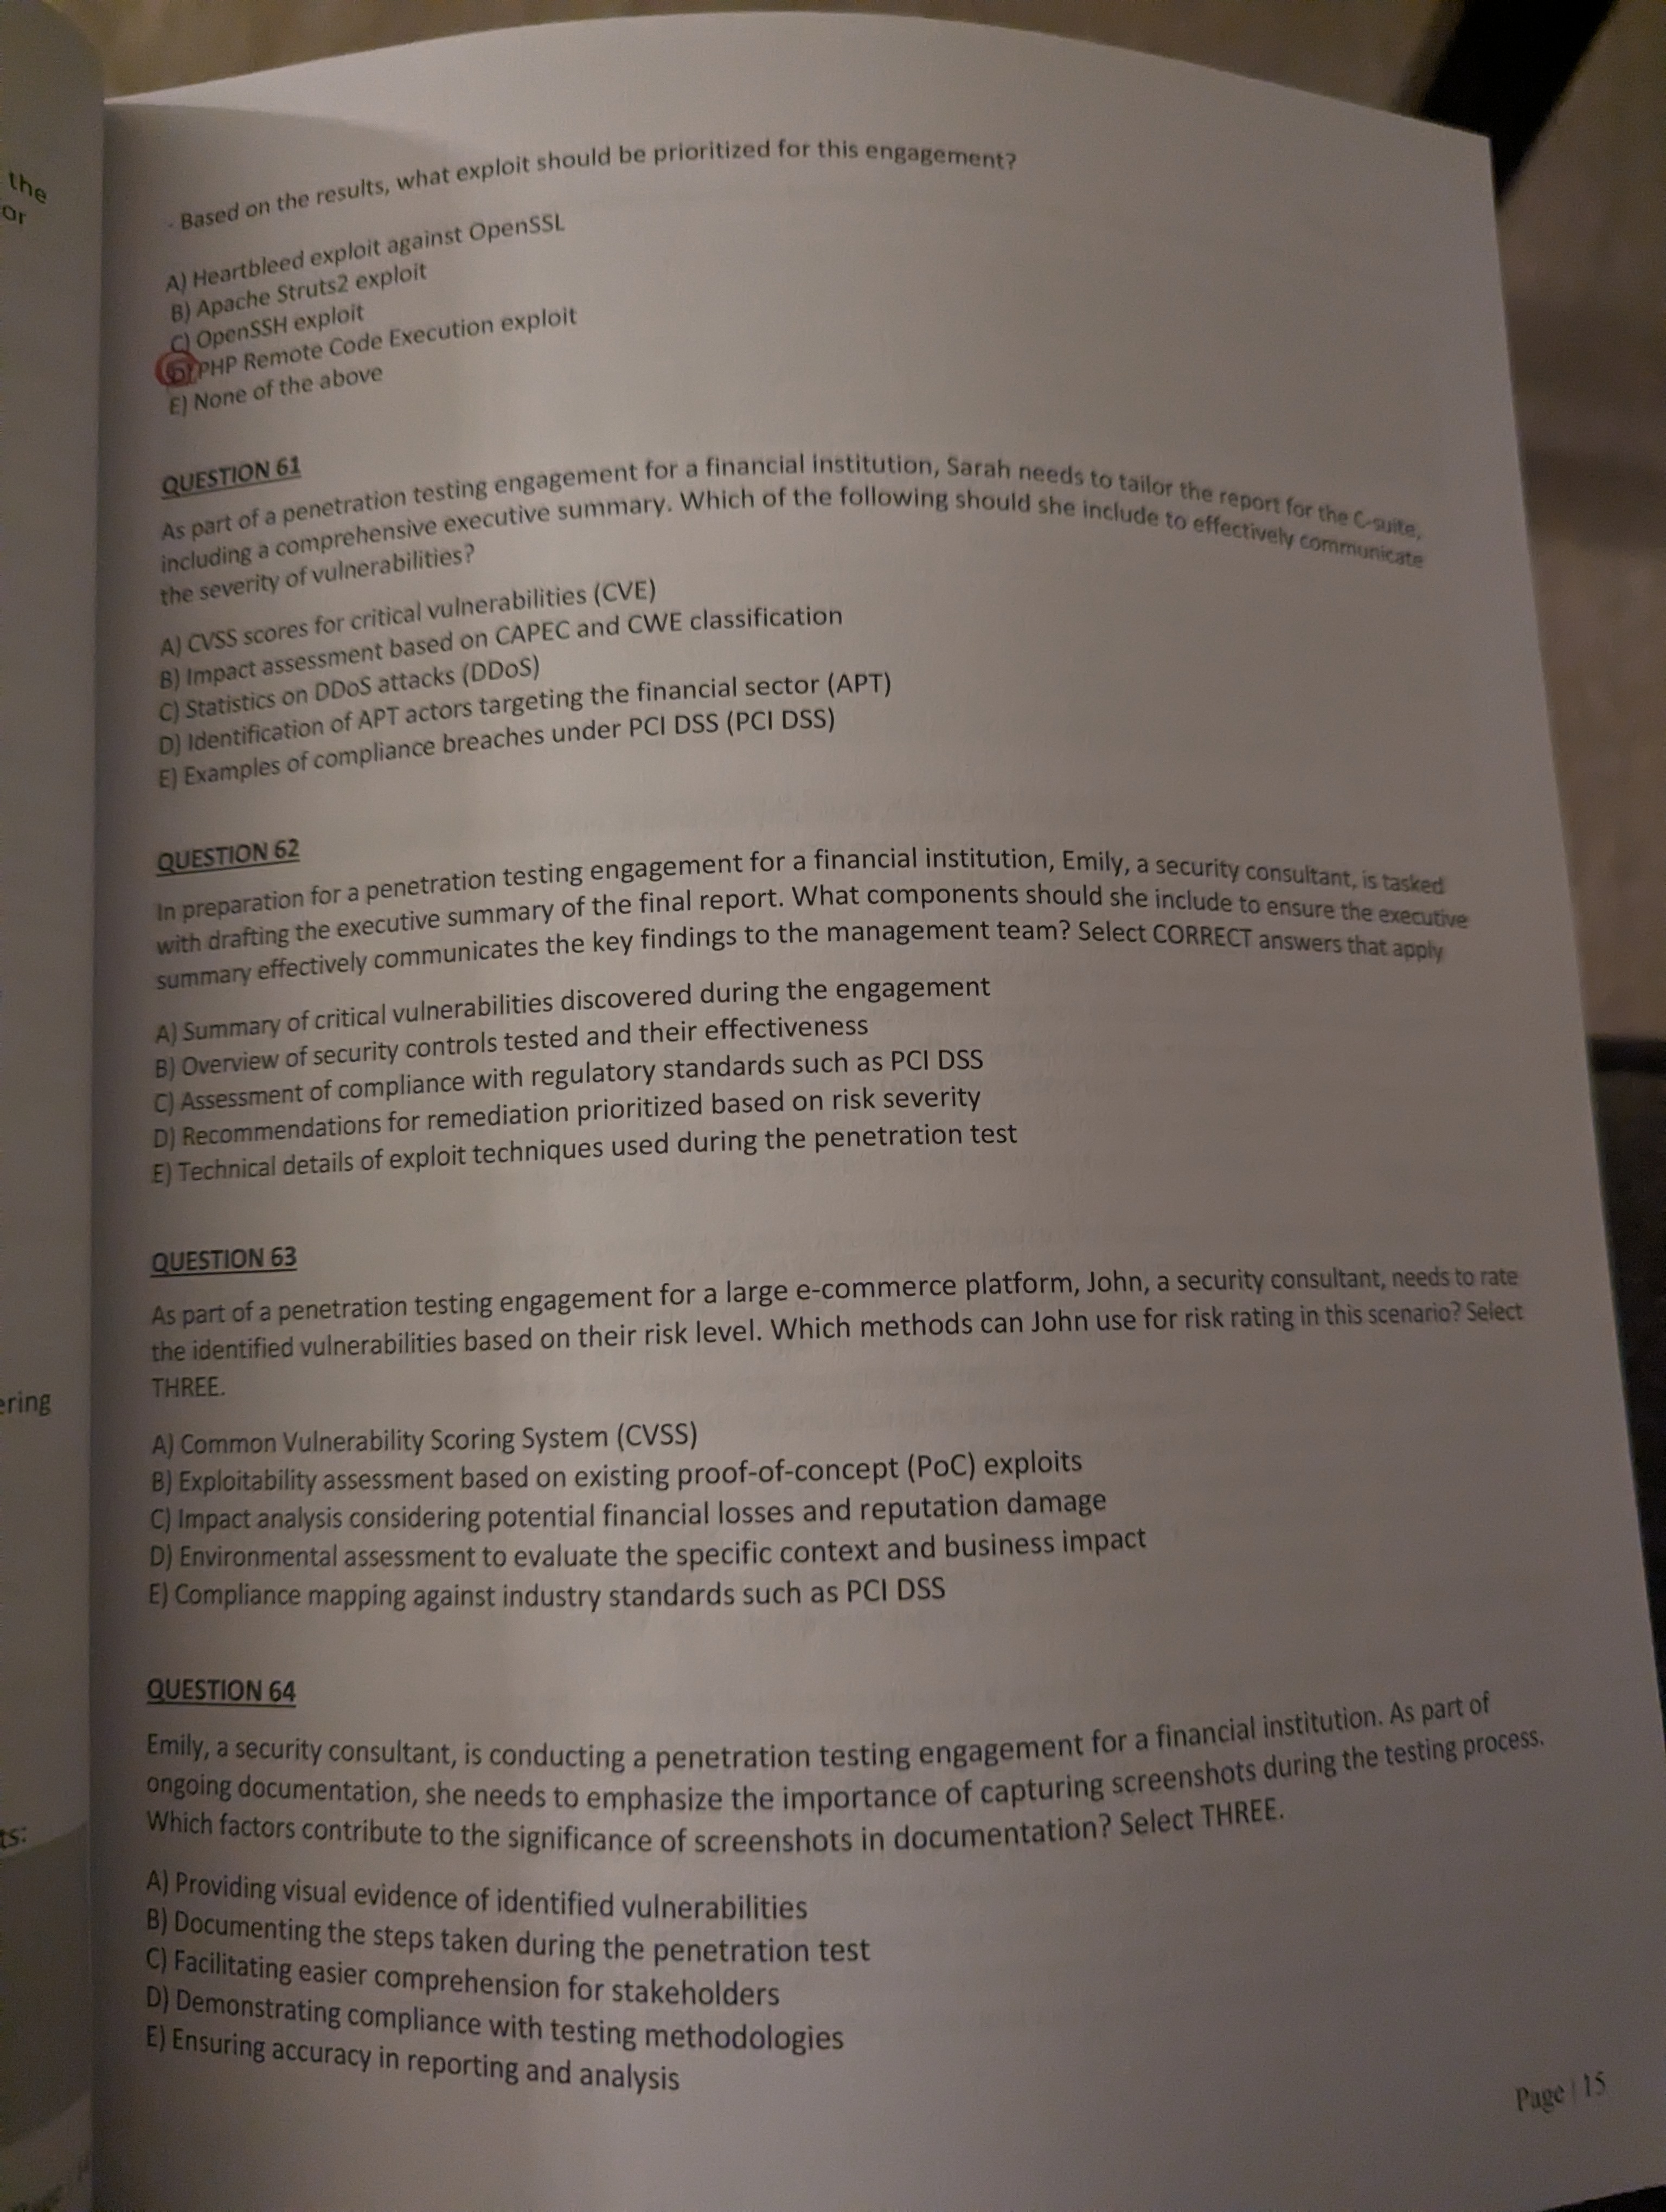 the
or
ering
ts:
- Based on the results, what exploit should be prioritized for this engagement?
A) Heartbleed exploit against OpenSSL
B) Apache Struts2 exploit
C) OpenSSH exploit
D) PHP Remote Code Execution exploit
E) None of the above
QUESTION 61
As part of a penetration testing engagement for a financial institution, Sarah needs to tailor the report for the C-suite,
including a comprehensive executive summary. Which of the following should she include to effectively communicate
the severity of vulnerabilities?
A) CVSS scores for critical vulnerabilities (CVE)
B) Impact assessment based on CAPEC and CWE classification
C) Statistics on DDoS attacks (DDoS)
D) Identification of APT actors targeting the financial sector (APT)
E) Examples of compliance breaches under PCI DSS (PCI DSS)
QUESTION 62
In preparation for a penetration testing engagement for a financial institution, Emily, a security consultant, is tasked
with drafting the executive summary of the final report. What components should she include to ensure the executive
summary effectively communicates the key findings to the management team? Select CORRECT answers that apply
A) Summary of critical vulnerabilities discovered during the engagement
B) Overview of security controls tested and their effectiveness
C) Assessment of compliance with regulatory standards such as PCI DSS
D) Recommendations for remediation prioritized based on risk severity
E) Technical details of exploit techniques used during the penetration test
QUESTION 63
As part of a penetration testing engagement for a large e-commerce platform, John, a security consultant, needs to rate
the identified vulnerabilities based on their risk level. Which methods can John use for risk rating in this scenario? Select
THREE.
A) Common Vulnerability Scoring System (CVSS)
B) Exploitability assessment based on existing proof-of-concept (PoC) exploits
C) Impact analysis considering potential financial losses and reputation damage
D) Environmental assessment to evaluate the specific context and business impact
E) Compliance mapping against industry standards such as PCI DSS
QUESTION 64
Emily, a security consultant, is conducting a penetration testing engagement for a financial institution. As part of
ongoing documentation, she needs to emphasize the importance of capturing screenshots during the testing process.
Which factors contribute to the significance of screenshots in documentation? Select THREE.
A) Providing visual evidence of identified vulnerabilities
B) Documenting the steps taken during the penetration test
C) Facilitating easier comprehension for stakeholders
D) Demonstrating compliance with testing methodologies
E) Ensuring accuracy in reporting and analysis
Page | 15